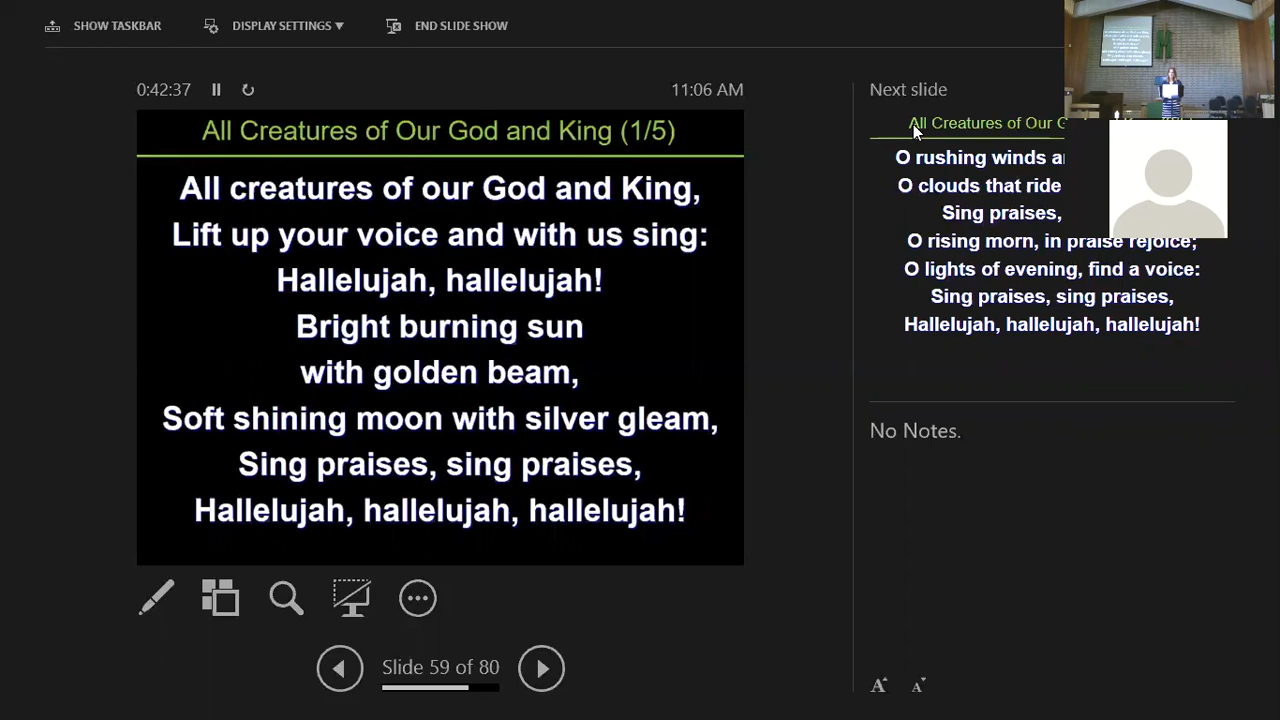 SHOW TASKBAR
DISPLAY SETTINGS
END SLIDE SHOW
0:42:37
11:06 AM
All Creatures of Our God and King (1/5)
All creatures of our God and King,
Lift up your voice and with us sing:
Hallelujah, hallelujah!
Bright burning sun
with golden beam,
Soft shining moon with silver gleam,
Sing praises, sing praises,
Hallelujah, hallelujah, hallelujah!
Slide 59 of 80
Next slide
All Creatures of Our
O rushing winds
O clouds that ride
Sing praises,
O rising morn, in praise rejoice;
O lights of evening, find a voice:
Sing praises, sing praises,
Hallelujah, hallelujah, hallelujah!
No Notes.
A A